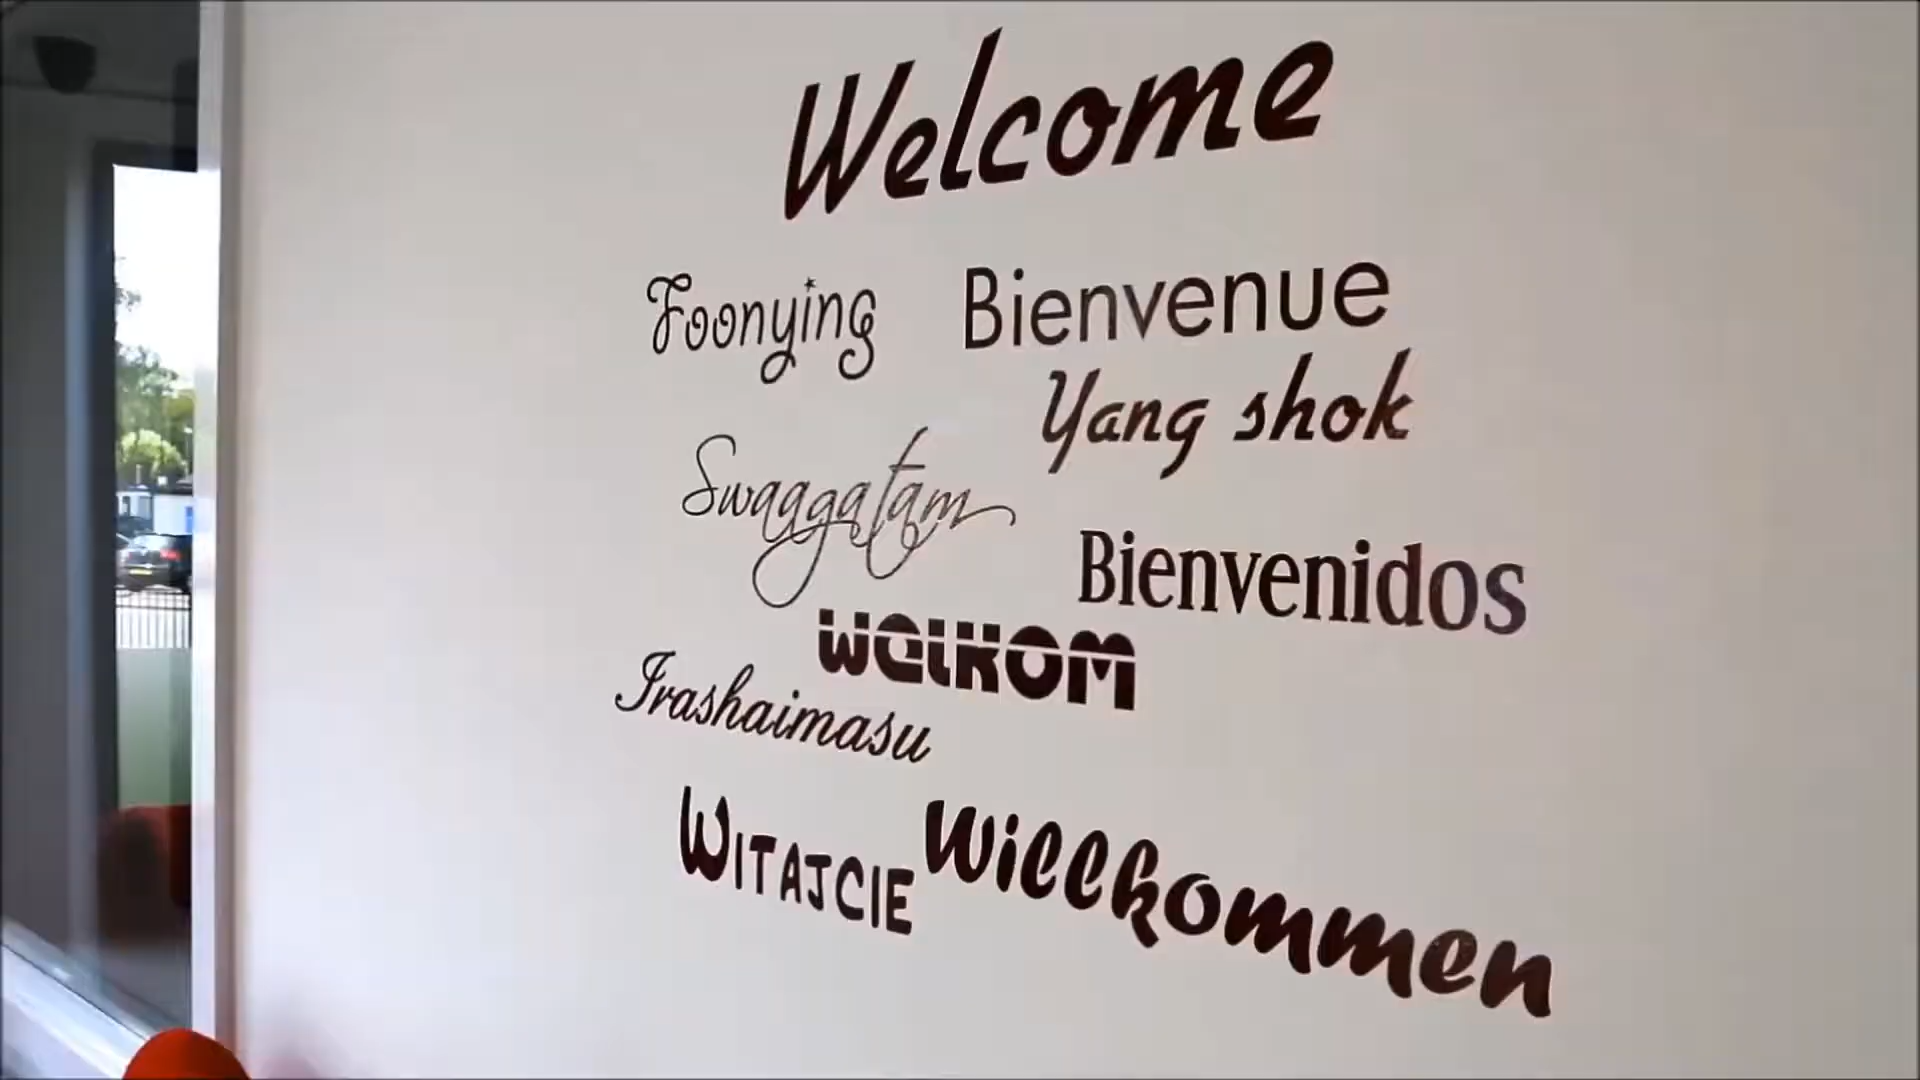 Welcome
Foonying
Bienvenue
Yang shok
Swaagatam
Bienvenidos
WELKOM
Irashaimasu
WITAJCIE
Willkommen